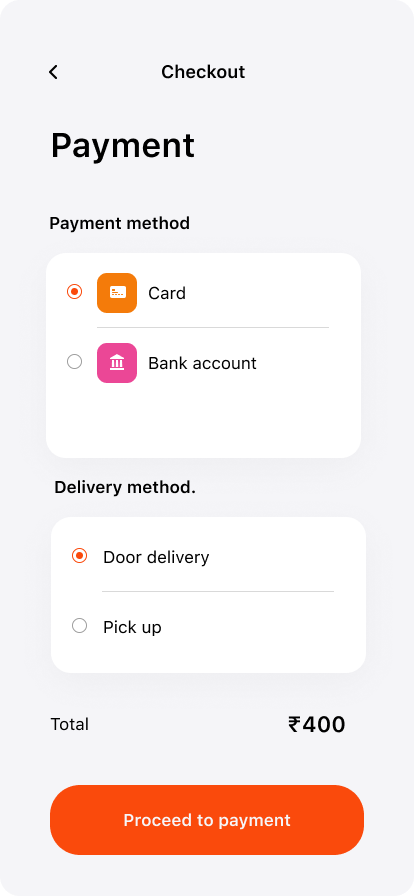 Checkout
Payment
Payment method
Card
Bank account
Delivery method.
Door delivery
Pick up
Total ₹400
Proceed to payment